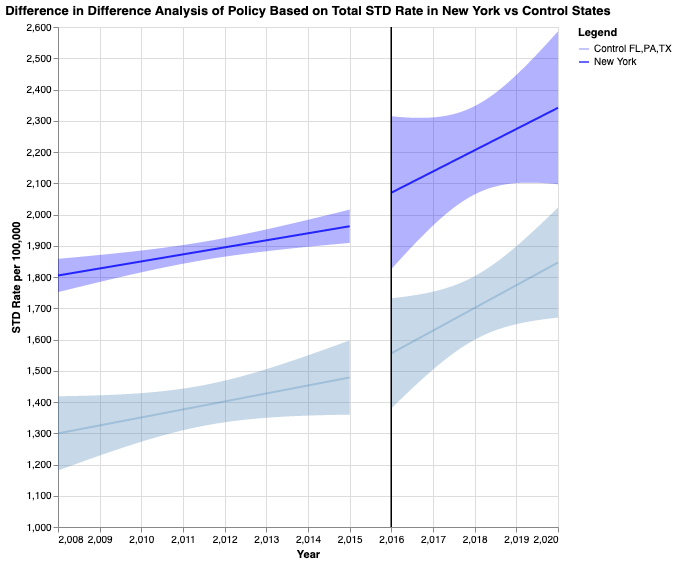 Difference in Difference Analysis of Policy Based on Total STD Rate in New York vs Control States
Legend
Control FL,PA,TX
New York
STD Rate per 100,000
2,600
2,500
2,400
2,300
2,200
2,100
2,000
1,900
1,800
1,700
1,600
1,500
1,400
1,300
1,200
1,100
1,000
2,008 2,009 2,010 2,011 2,012 2,013 2,014 2,015 2,016 2,017 2,018 2,019 2,020
Year